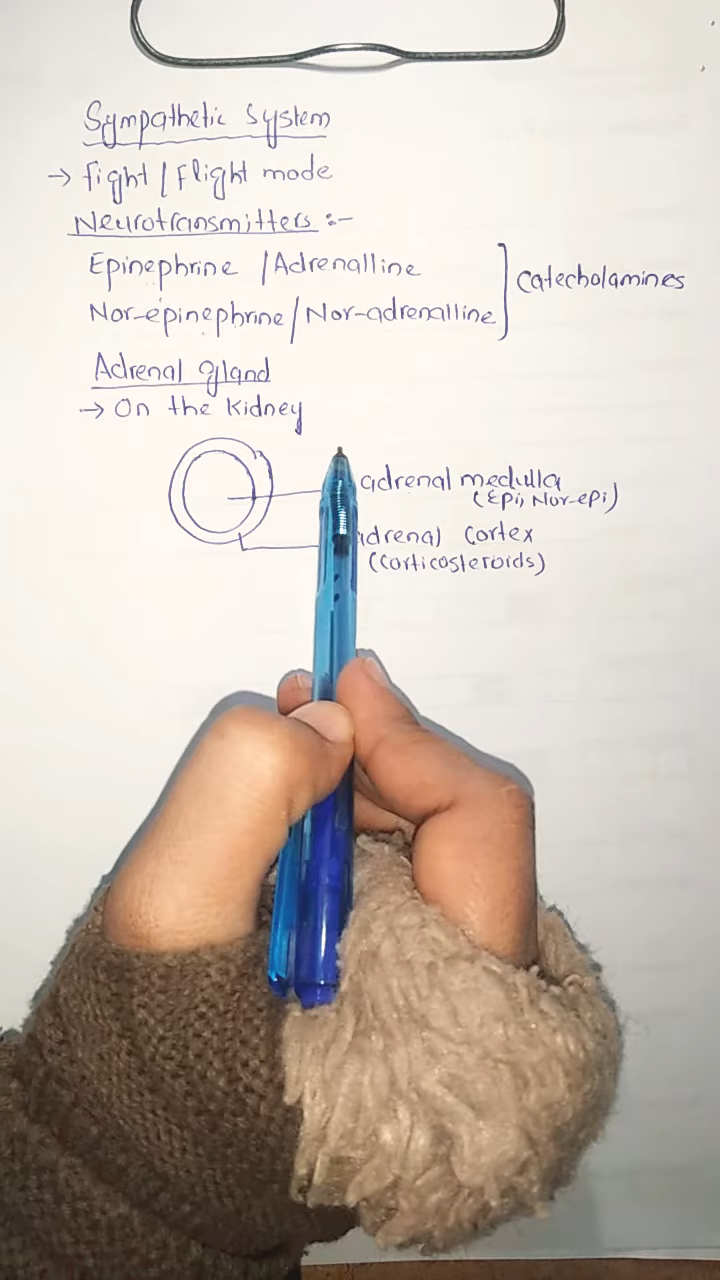 Sympathetic System
→ fight / Flight mode
Neurotransmitters :-
Epinephrine / Adrenalline
Nor-epinephrine / Nor-adrenalline
] Catecholamines
Adrenal gland
→ On the kidney
adrenal medulla
(Epi, Nor-epi)
drenal cortex
(corticosteroids)